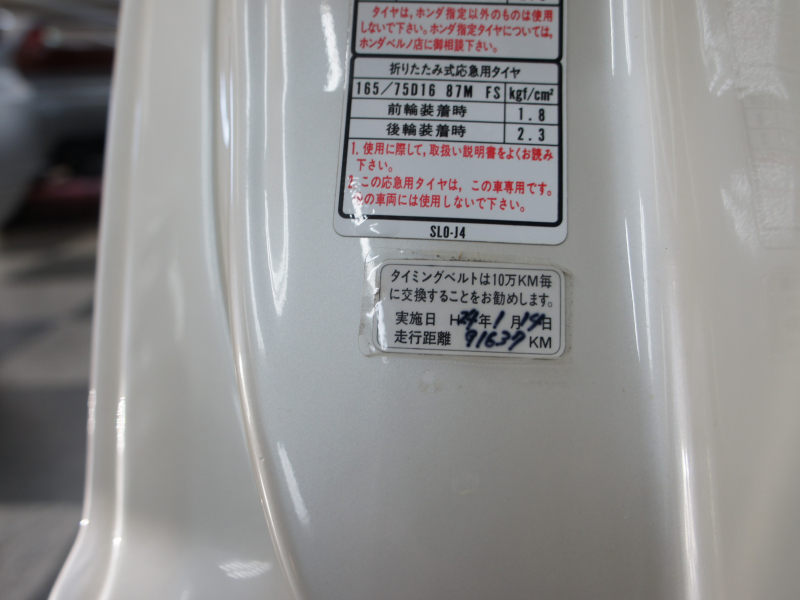 タイヤは,ホンダ指定以外のものは使用
しないで下さい。ホンダ指定タイヤについては,
ホンダベルノ店に御相談下さい。
折りたたみ式応急用タイヤ
165/75D16 87M FS kgf/cm²
前輪装着時 1.8
後輪装着時 2.3
1. 使用に際して,取扱い説明書をよくお読み
下さい。
2. この応急用タイヤは, この車専用です。
の車両には使用しないで下さい。
SL0-J4
タイミングベルトは10万KM毎
に交換することをお勧めします。
実施日 H24年1月14日
走行距離 91637KM